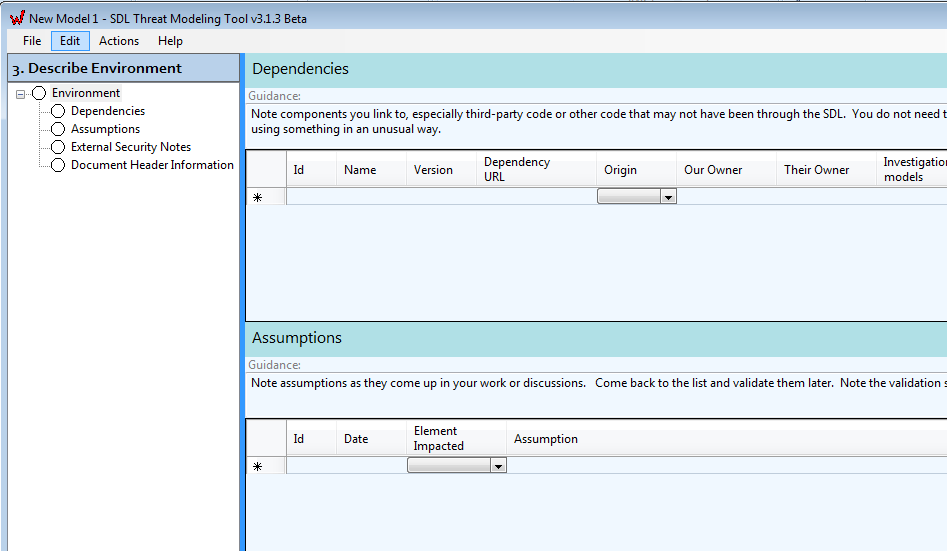 New Model 1 - SDL Threat Modeling Tool v3.1.3 Beta
File Edit Actions Help
3. Describe Environment
Environment
Dependencies
Assumptions
External Security Notes
Document Header Information
Dependencies
Guidance:
Note components you link to, especially third-party code or other code that may not have been through the SDL. You do not need t
using something in an unusual way.
Id Name Version Dependency URL Origin Our Owner Their Owner Investigation models
Assumptions
Guidance:
Note assumptions as they come up in your work or discussions. Come back to the list and validate them later. Note the validation s
Id Date Element Impacted Assumption